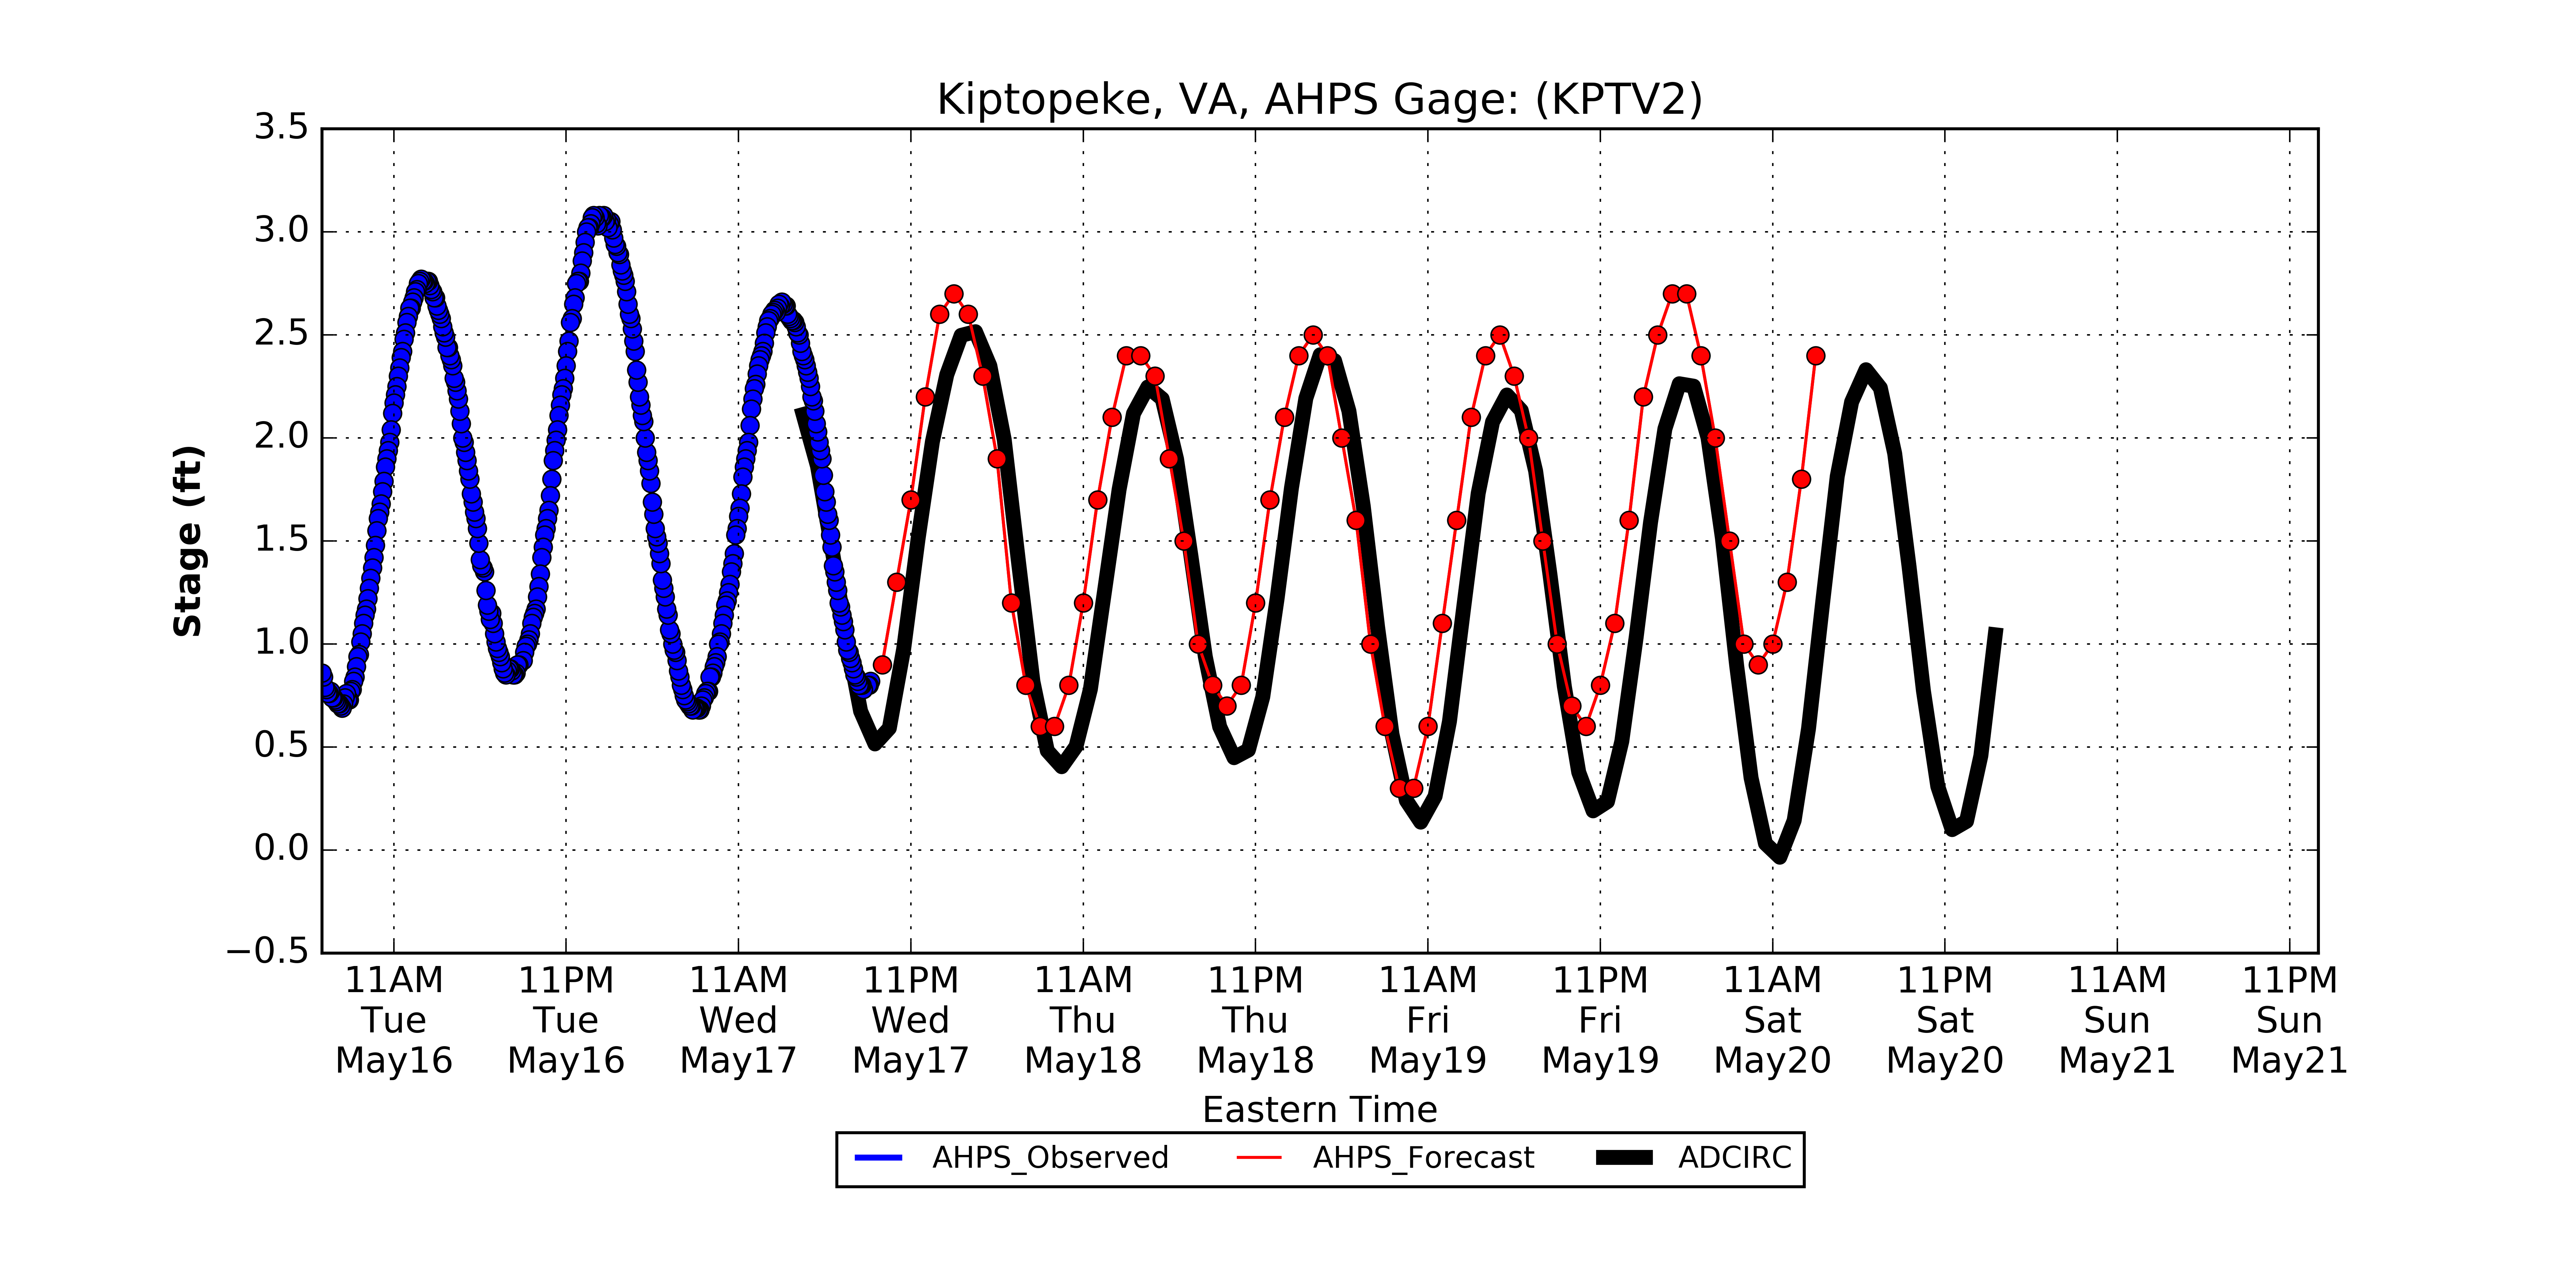 Kiptopeke, VA, AHPS Gage: (KPTV2)
3.5
3.0
2.5
2.0
1.5
1.0
0.5
0.0
−0.5
Stage (ft)
11AM 11PM 11AM 11PM 11AM 11PM 11AM 11PM 11AM 11PM 11AM 11PM
Tue Tue Wed Wed Thu Thu Fri Fri Sat Sat Sun Sun
May16 May16 May17 May17 May18 May18 May19 May19 May20 May20 May21 May21
Eastern Time
AHPS_Observed AHPS_Forecast ADCIRC